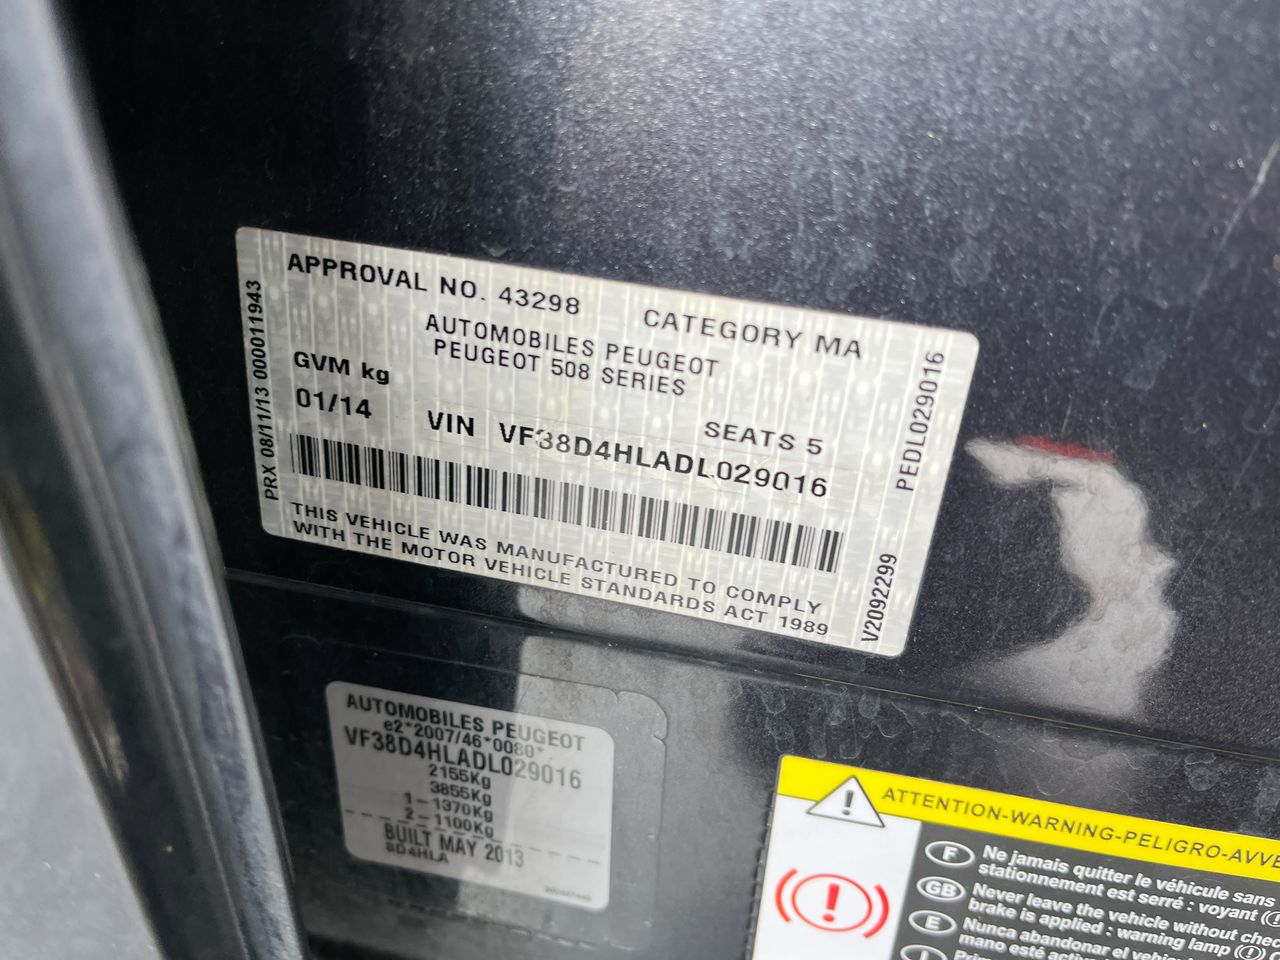 APPROVAL NO. 43298 CATEGORY MA
AUTOMOBILES PEUGEOT
PEUGEOT 508 SERIES
GVM kg
01/14
SEATS 5
VIN VF38D4HLADL029016
THIS VEHICLE WAS MANUFACTURED TO COMPLY
WITH THE MOTOR VEHICLE STANDARDS ACT 1989
PRX 08/11/13 000011943
PEDL029016
V2092299
AUTOMOBILES PEUGEOT
e2*2007/46*0080*
VF38D4HLADL029016
2155Kg
3855Kg
1-1370Kg
2-1100Kg
BUILT MAY 2013
8D4HLA
ATTENTION-WARNING-PELIGRO-AVVE
F Ne jamais quitter le véhicule sans
stationnement est serré : voyant (!)
GB Never leave the vehicle without chec
brake is applied : warning lamp (!)
E Nunca abandonar el vehícul
mano esté activa
I Prim